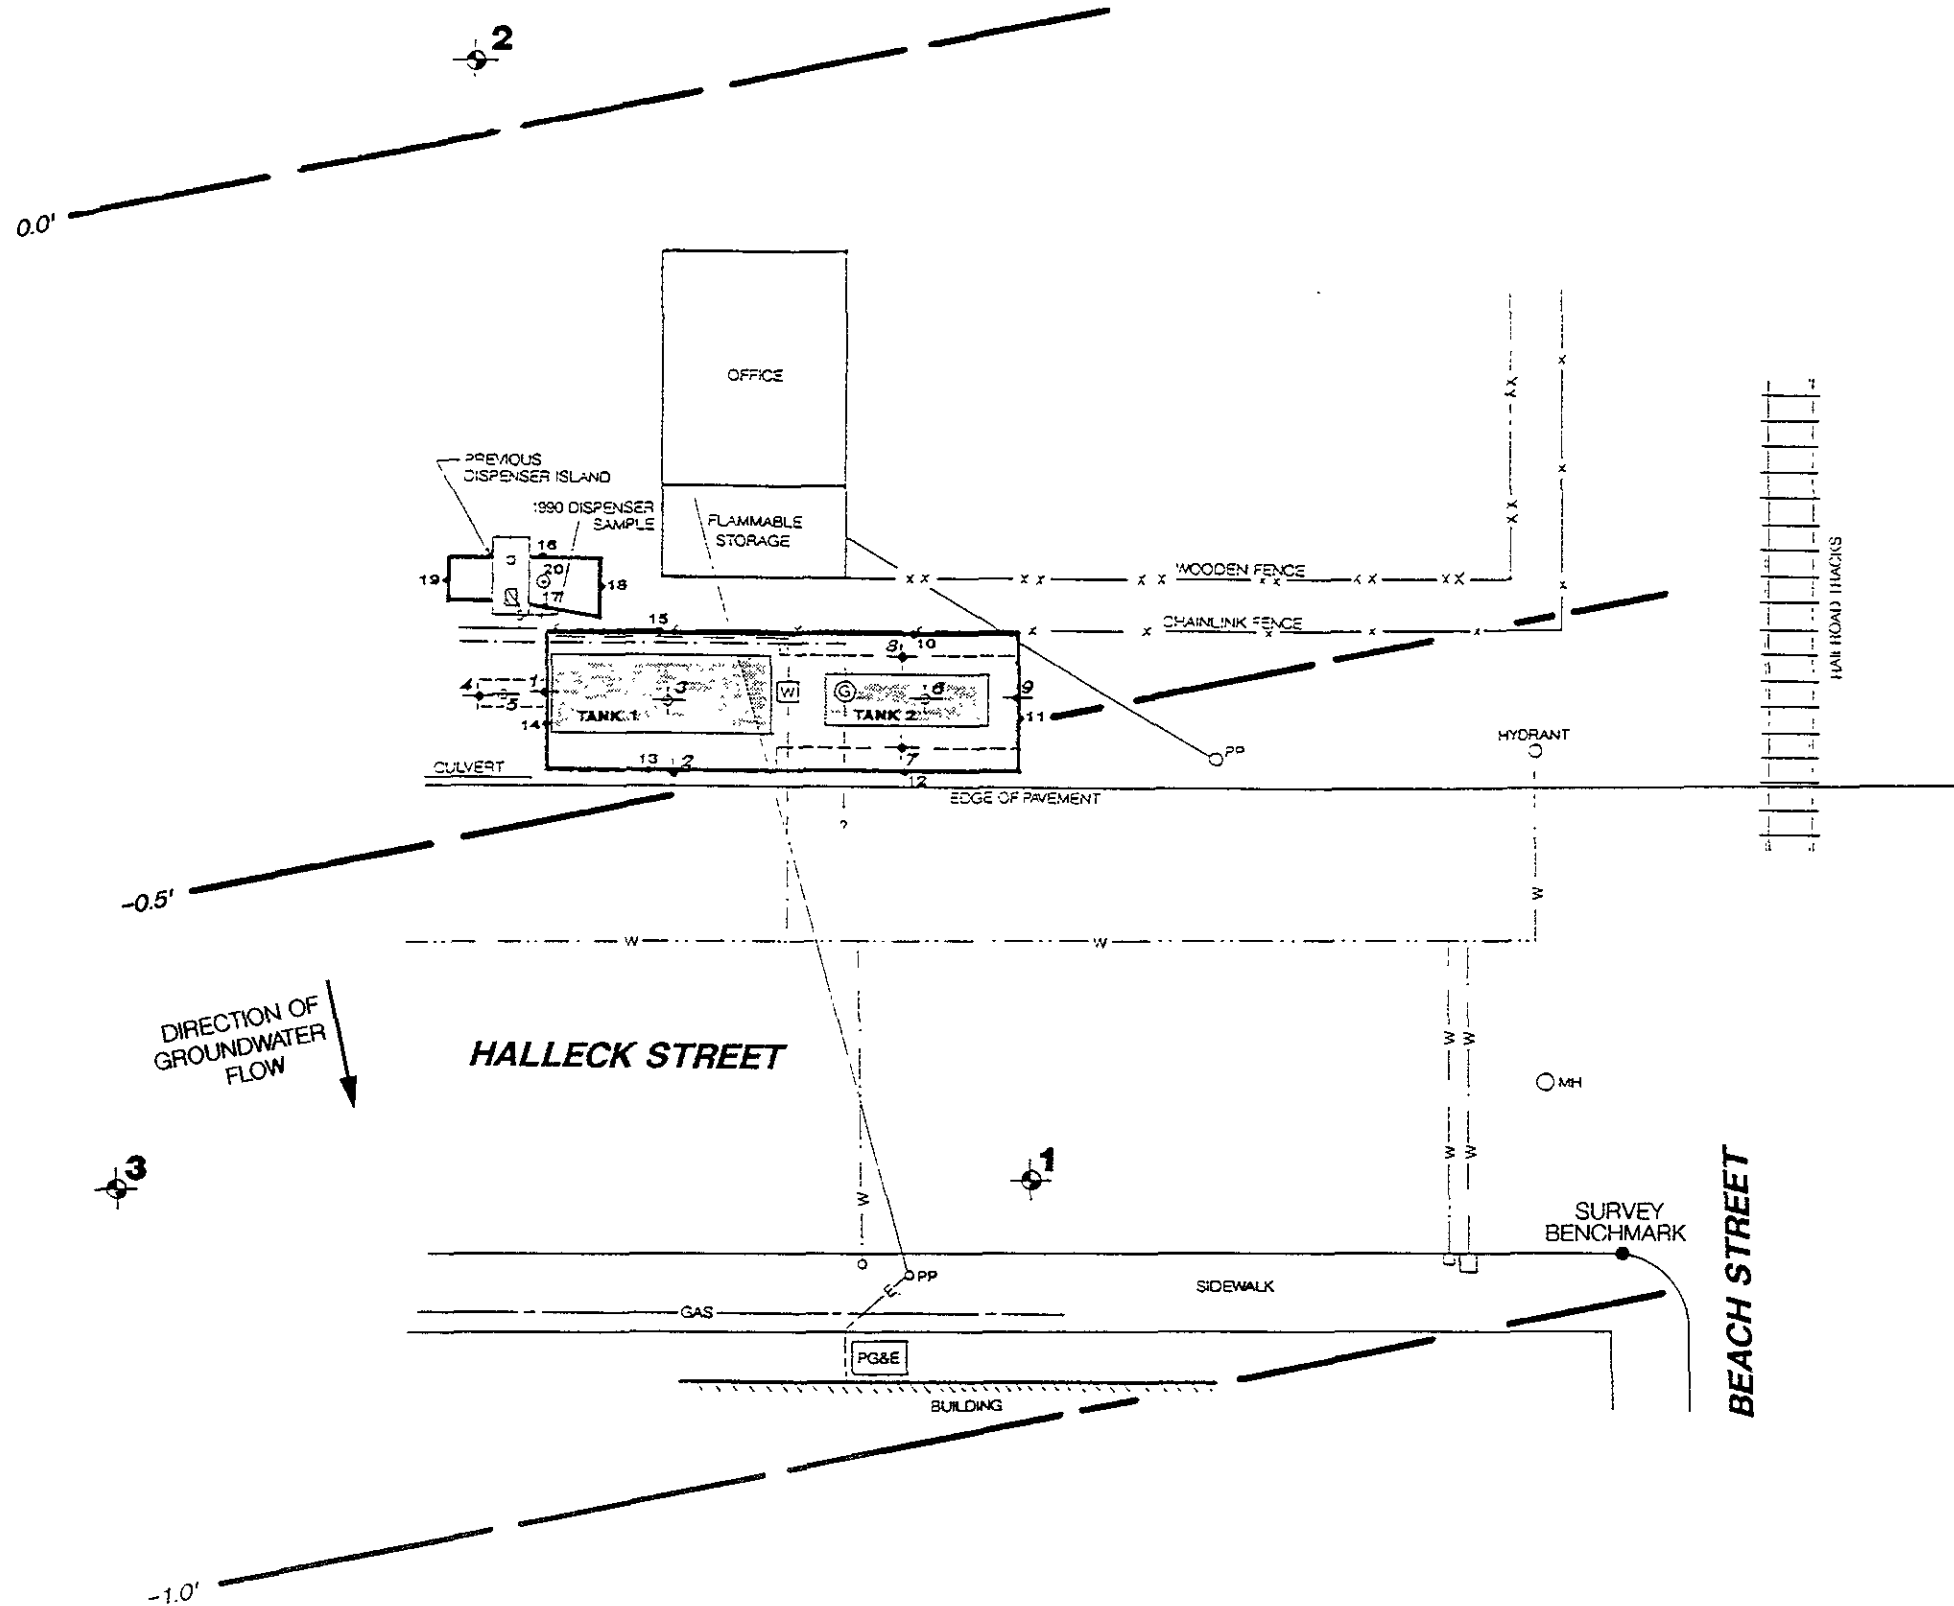 2
0.0'
OFFICE
PREVIOUS
DISPENSER ISLAND
1990 DISPENSER
SAMPLE
FLAMMABLE
STORAGE
16
20
19
18
17
WOODEN FENCE
x x x x x x x x x x x x
15
10
CHAINLINK FENCE
x x x x x
RAILROAD TRACKS
8
4
1
5
3
W
G
6
9
TANK 1
TANK 2
14
11
13
2
7
12
PP
HYDRANT
CULVERT
EDGE OF PAVEMENT
?
-0.5'
W
W
W
DIRECTION OF
GROUNDWATER
FLOW
HALLECK STREET
W W
MH
W W
3
1
W
SURVEY
BENCHMARK
BEACH STREET
PP
E
SIDEWALK
GAS
PG&E
BUILDING
-1.0'